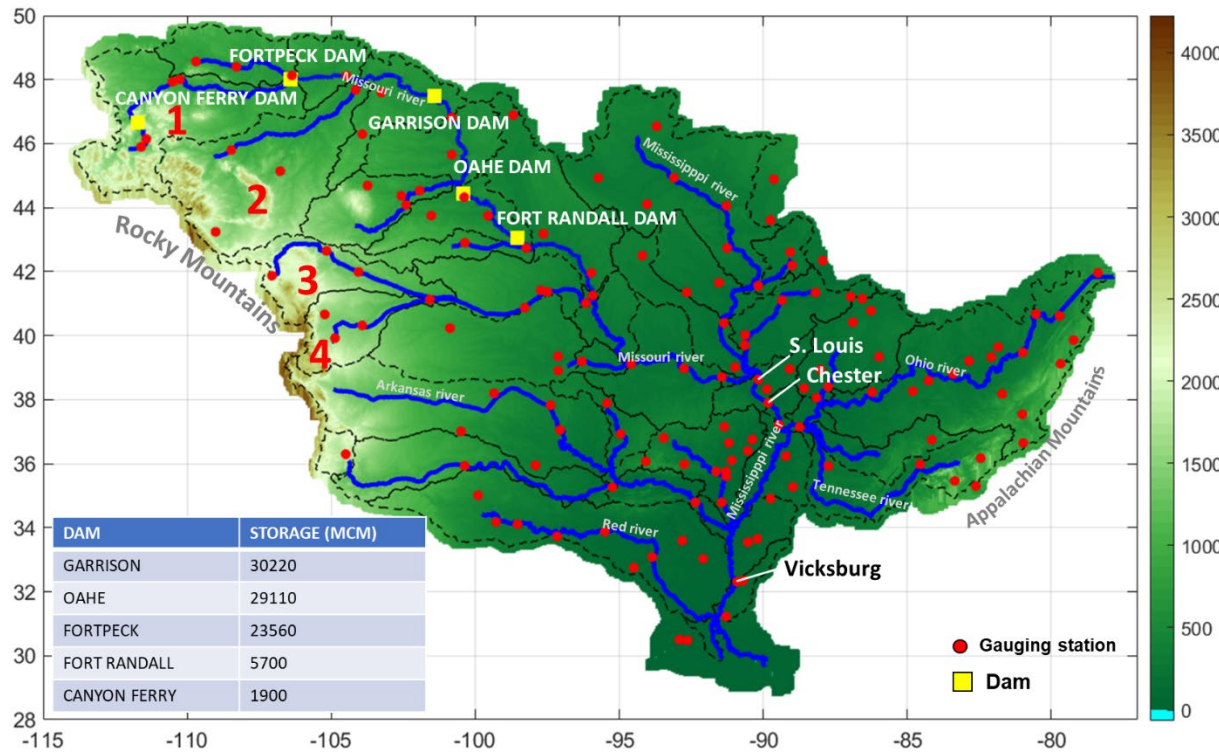 50
48
46
44
42
40
38
36
34
32
30
28
-115
-110
-105
-100
-95
-90
-85
-80
4000
3500
3000
2500
2000
1500
1000
500
0
FORTPECK DAM
Missouri river
CANYON FERRY DAM
1
GARRISON DAM
OAHE DAM
Mississipppi river
2
FORT RANDALL DAM
Rocky Mountains
3
4
Missouri river
S. Louis
Chester
Ohio river
Arkansas river
Mississipppi river
Tennessee river
Appalachian Mountains
Red river
Vicksburg
DAM STORAGE (MCM)
GARRISON 30220
OAHE 29110
FORTPECK 23560
FORT RANDALL 5700
CANYON FERRY 1900
Gauging station
Dam